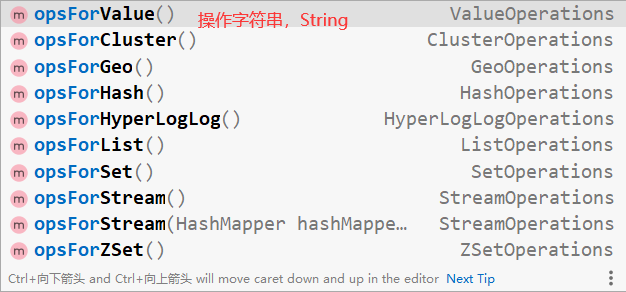 m opsForValue() 操作字符串，String ValueOperations
m opsForCluster() ClusterOperations
m opsForGeo() GeoOperations
m opsForHash() HashOperations
m opsForHyperLogLog() HyperLogLogOperations
m opsForList() ListOperations
m opsForSet() SetOperations
m opsForStream() StreamOperations
m opsForStream(HashMapper hashMappe… StreamOperations
m opsForZSet() ZSetOperations
Ctrl+向下箭头 and Ctrl+向上箭头 will move caret down and up in the editor Next Tip